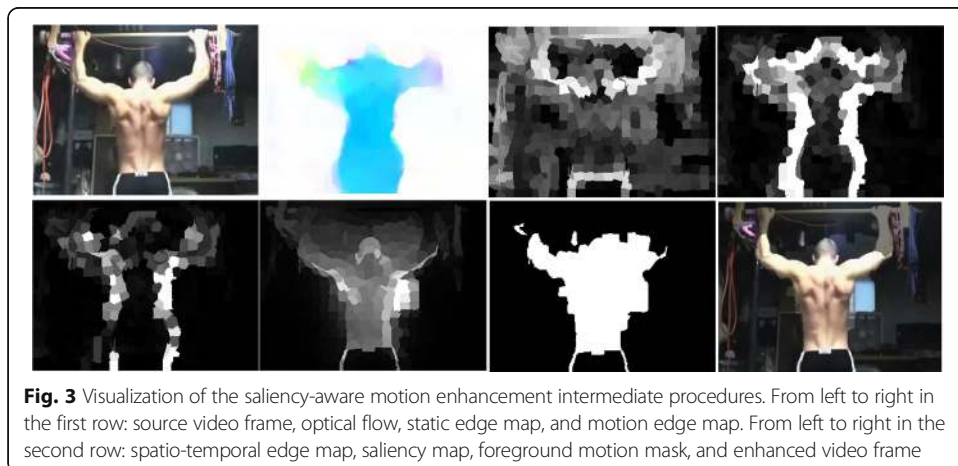 Fig. 3 Visualization of the saliency-aware motion enhancement intermediate procedures. From left to right in
the first row: source video frame, optical flow, static edge map, and motion edge map. From left to right in the
second row: spatio-temporal edge map, saliency map, foreground motion mask, and enhanced video frame